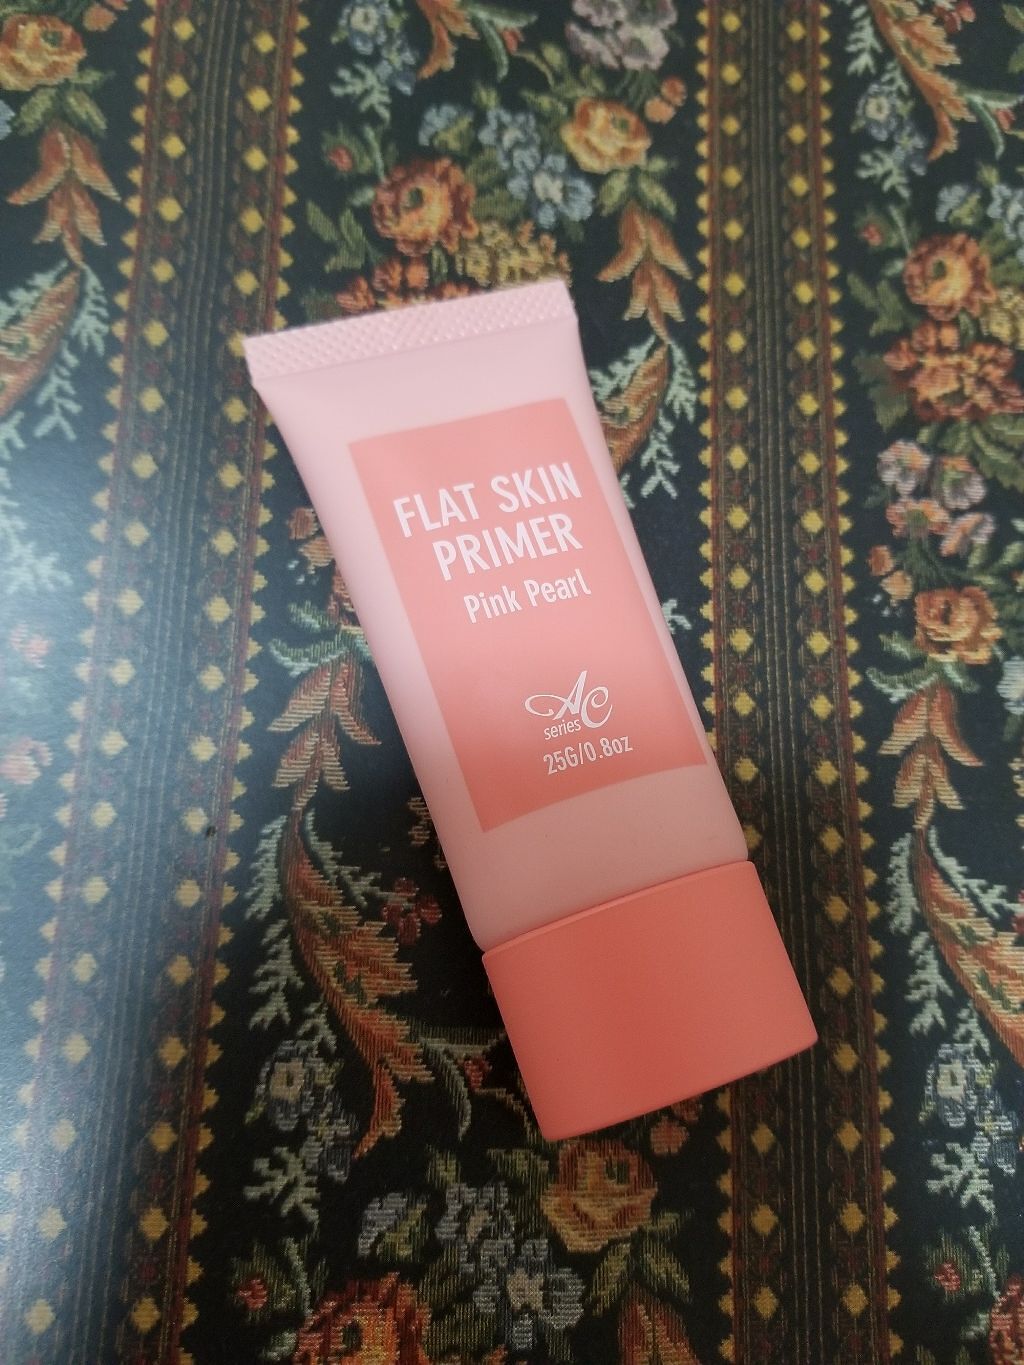 FLAT SKIN
PRIMER
Pink Pearl
AC
series
25G/0.8oz